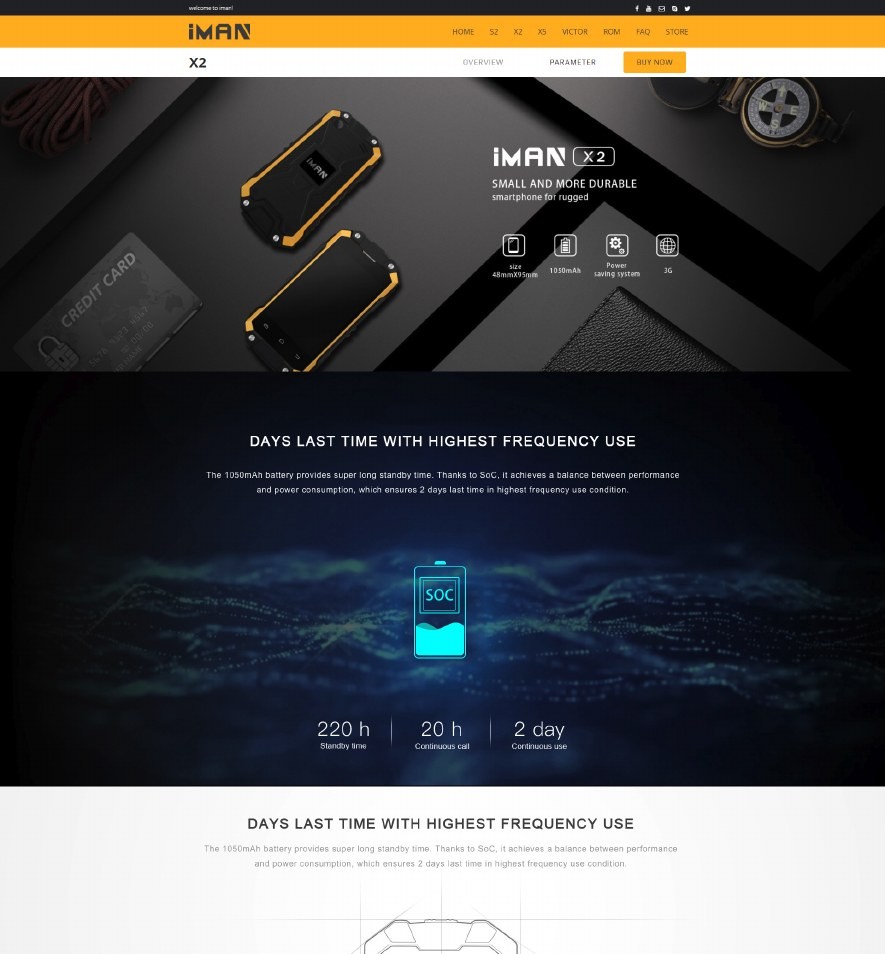 welcome to iman!
iMAN
HOME S2 X2 X5 VICTOR ROM FAQ STORE
X2
OVERVIEW PARAMETER BUY NOW
iMAN
iMAN X2
SMALL AND MORE DURABLE
smartphone for rugged
size
48mmX95mm
1050mAh
Power
saving system
3G
CREDIT CARD
DAYS LAST TIME WITH HIGHEST FREQUENCY USE
The 1050mAh battery provides super long standby time. Thanks to SoC, it achieves a balance between performance
and power consumption, which ensures 2 days last time in highest frequency use condition.
SOC
220 h 20 h 2 day
Standby time Continuous call Continuous use
DAYS LAST TIME WITH HIGHEST FREQUENCY USE
The 1050mAh battery provides super long standby time. Thanks to SoC, it achieves a balance between performance
and power consumption, which ensures 2 days last time in highest frequency use condition.